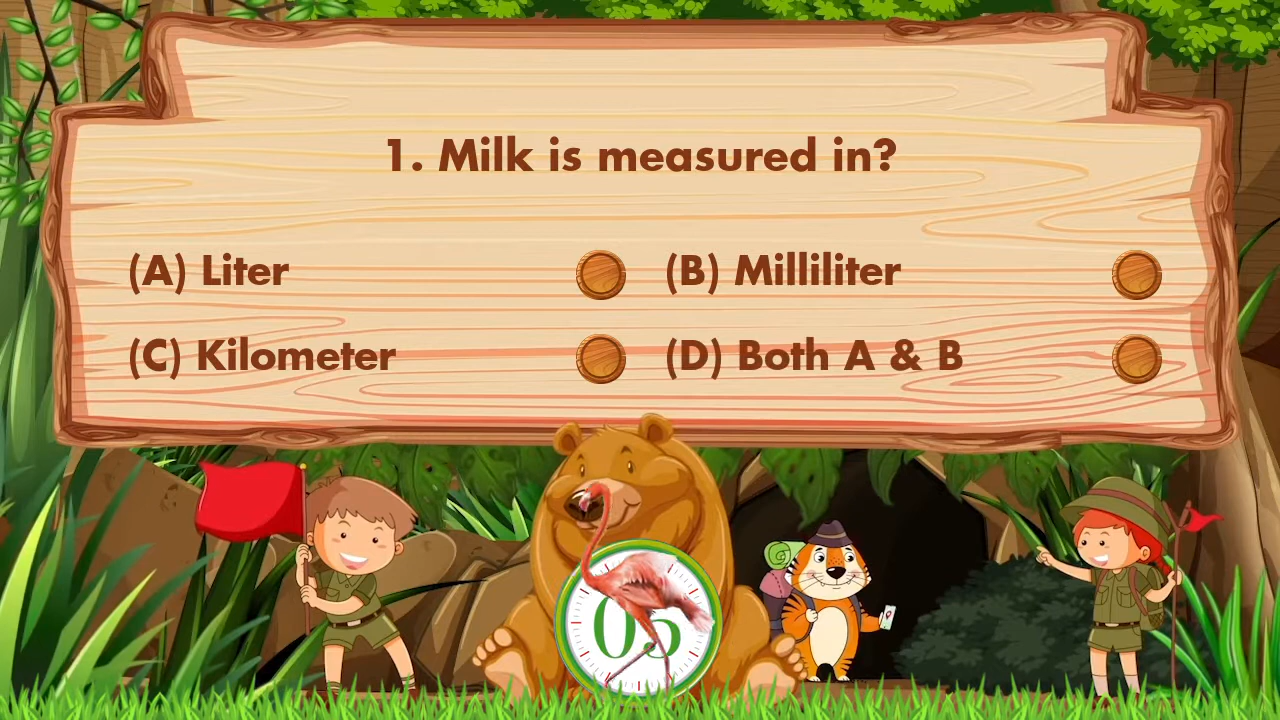 1. Milk is measured in?
(A) Liter
(B) Milliliter
(C) Kilometer
(D) Both A & B
05